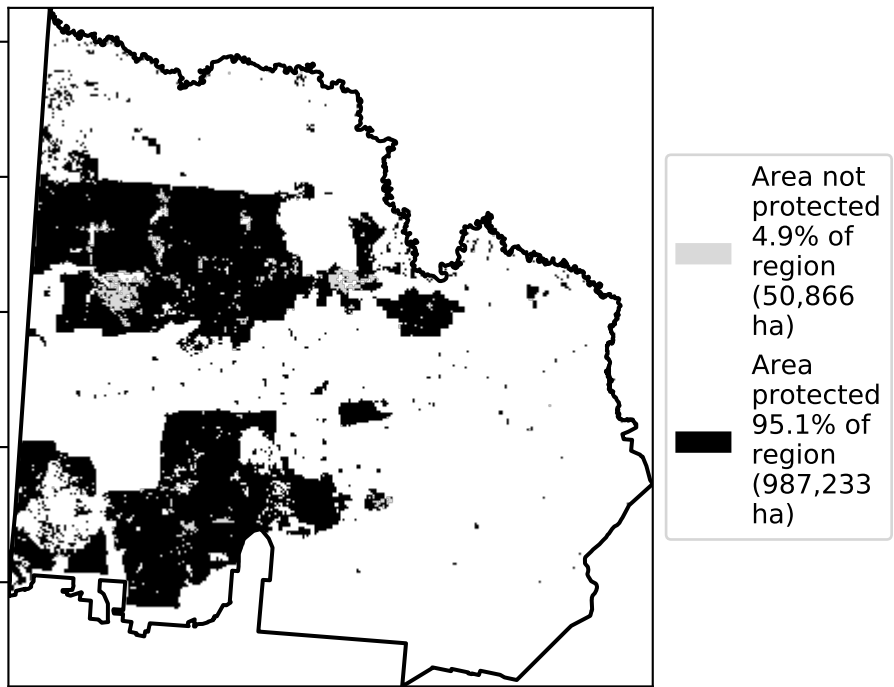 Area not
protected
4.9% of
region
(50,866
ha)
Area
protected
95.1% of
region
(987,233
ha)